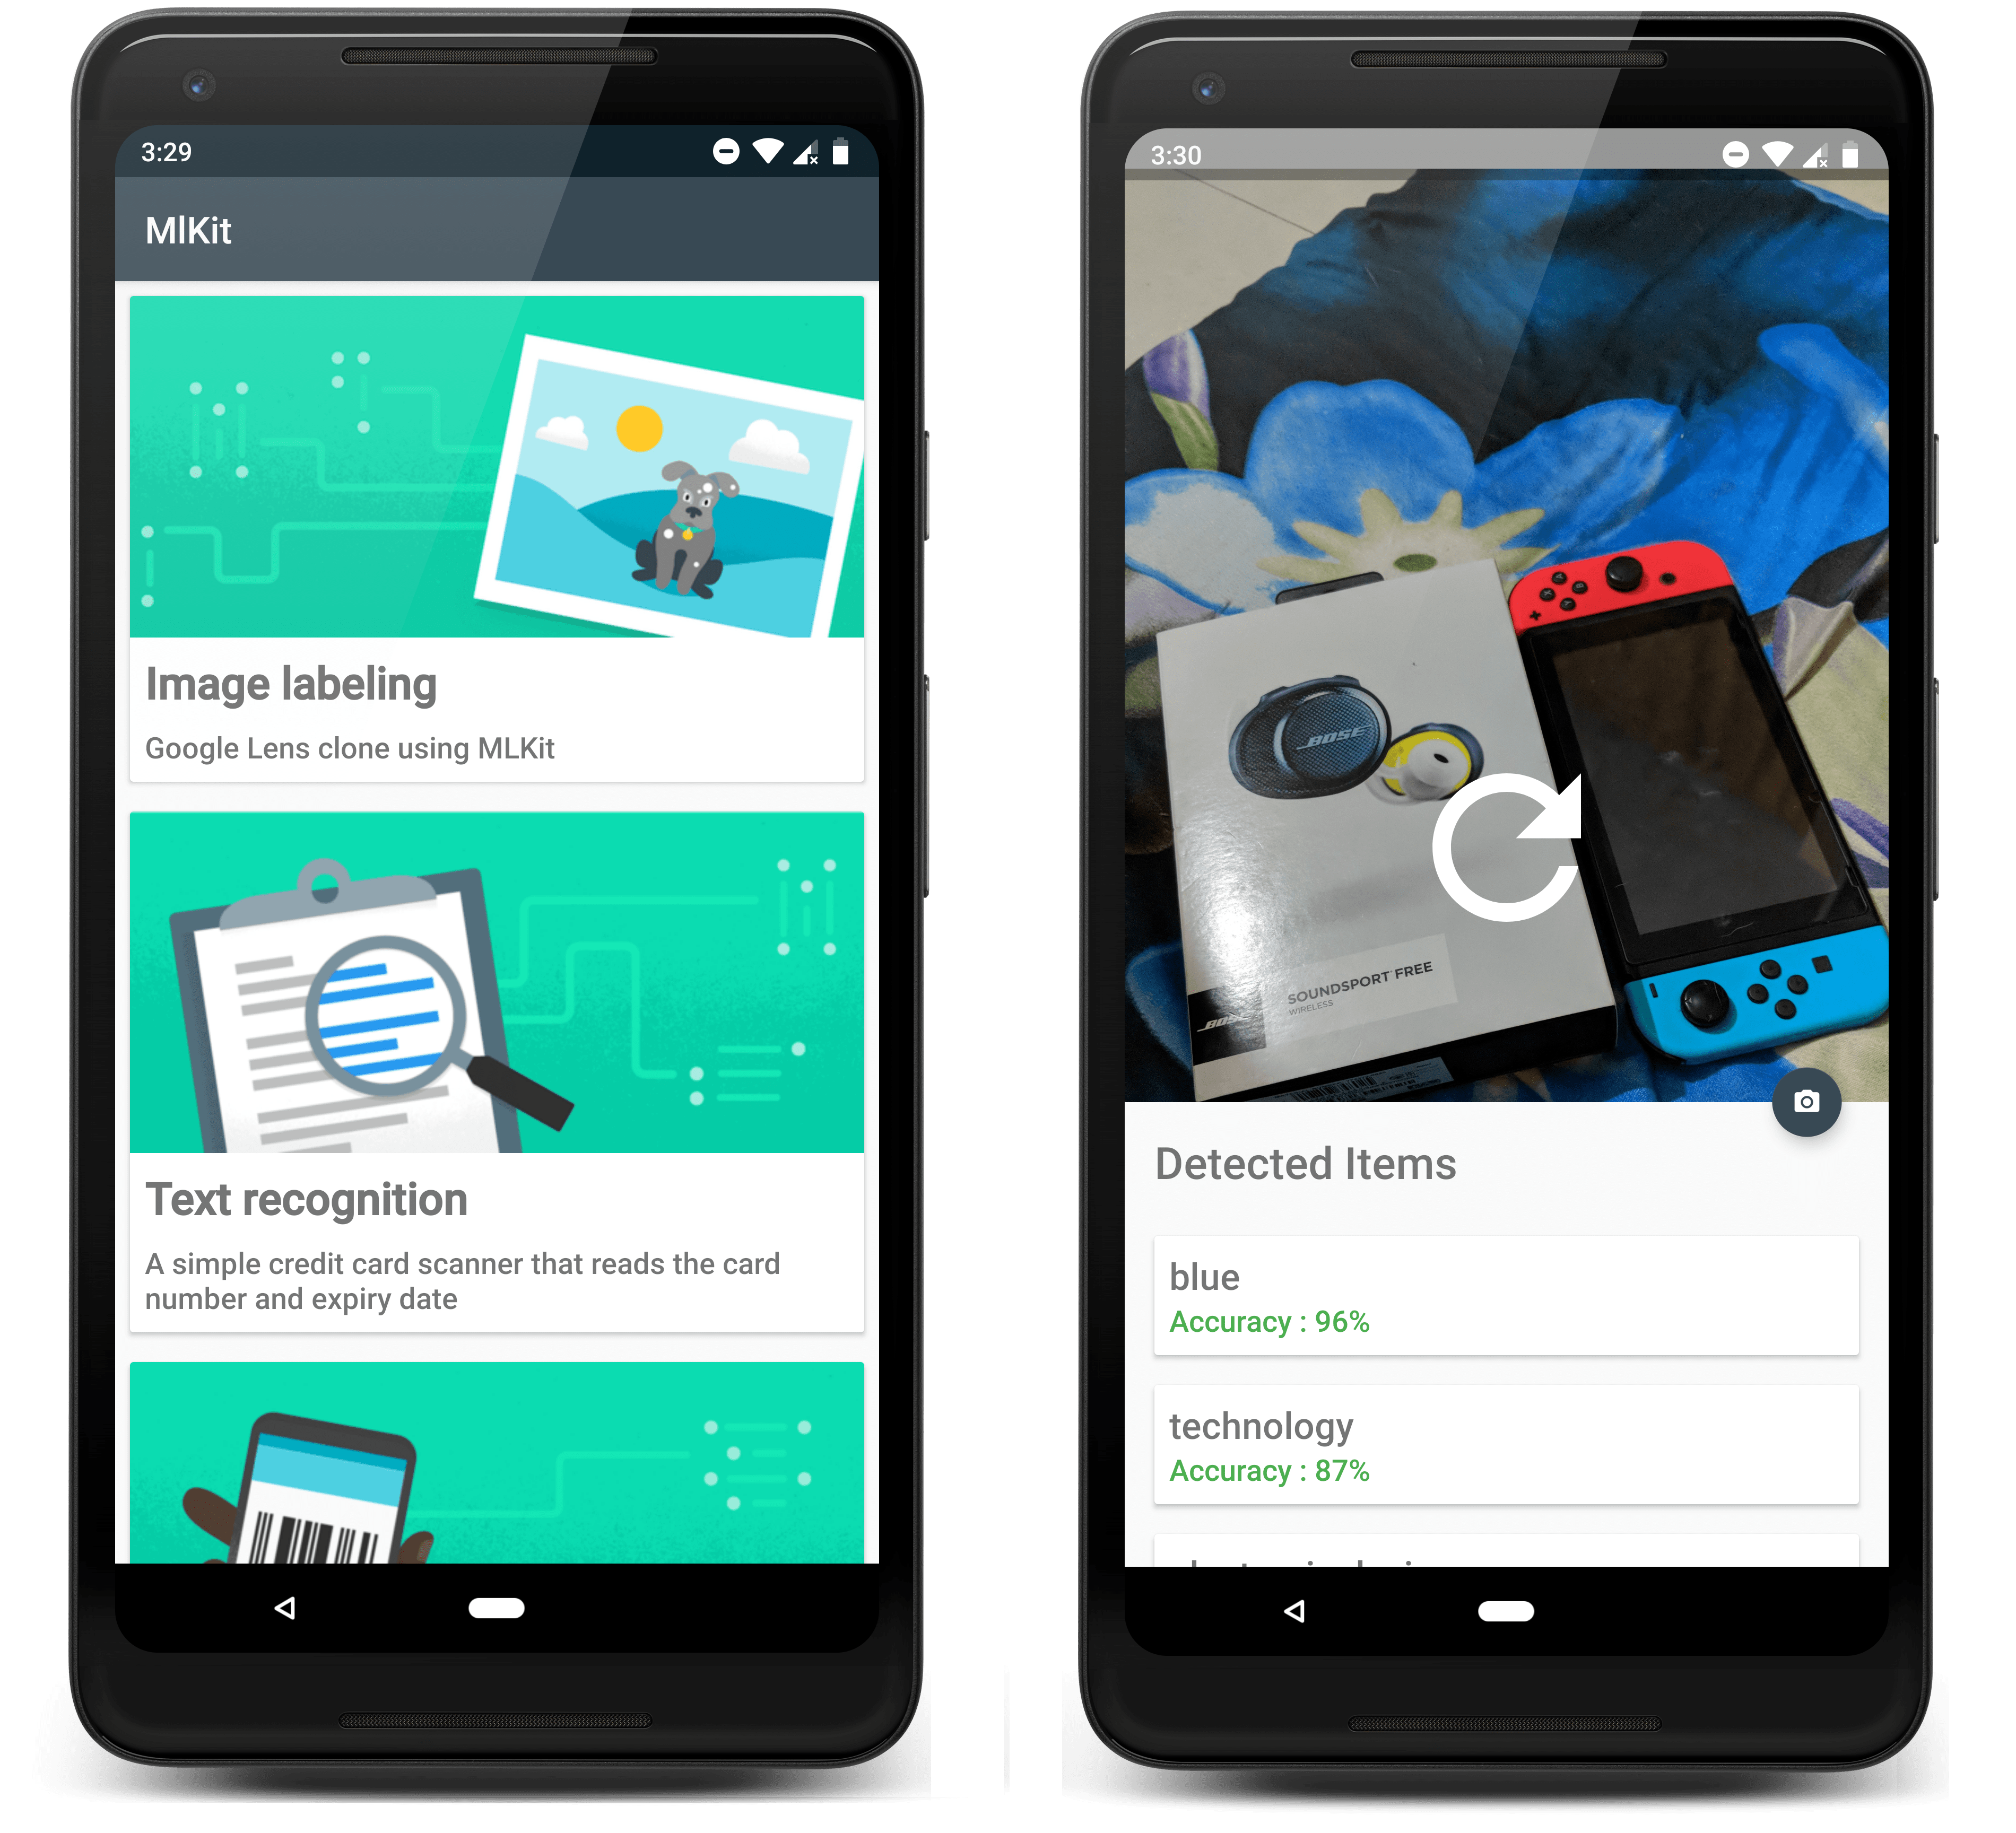 3:29
MlKit
Image labeling
Google Lens clone using MLKit
Text recognition
A simple credit card scanner that reads the card
number and expiry date
3:30
BOSE
SOUNDSPORT FREE
WIRELESS
BOSE
Detected Items
blue
Accuracy : 96%
technology
Accuracy : 87%